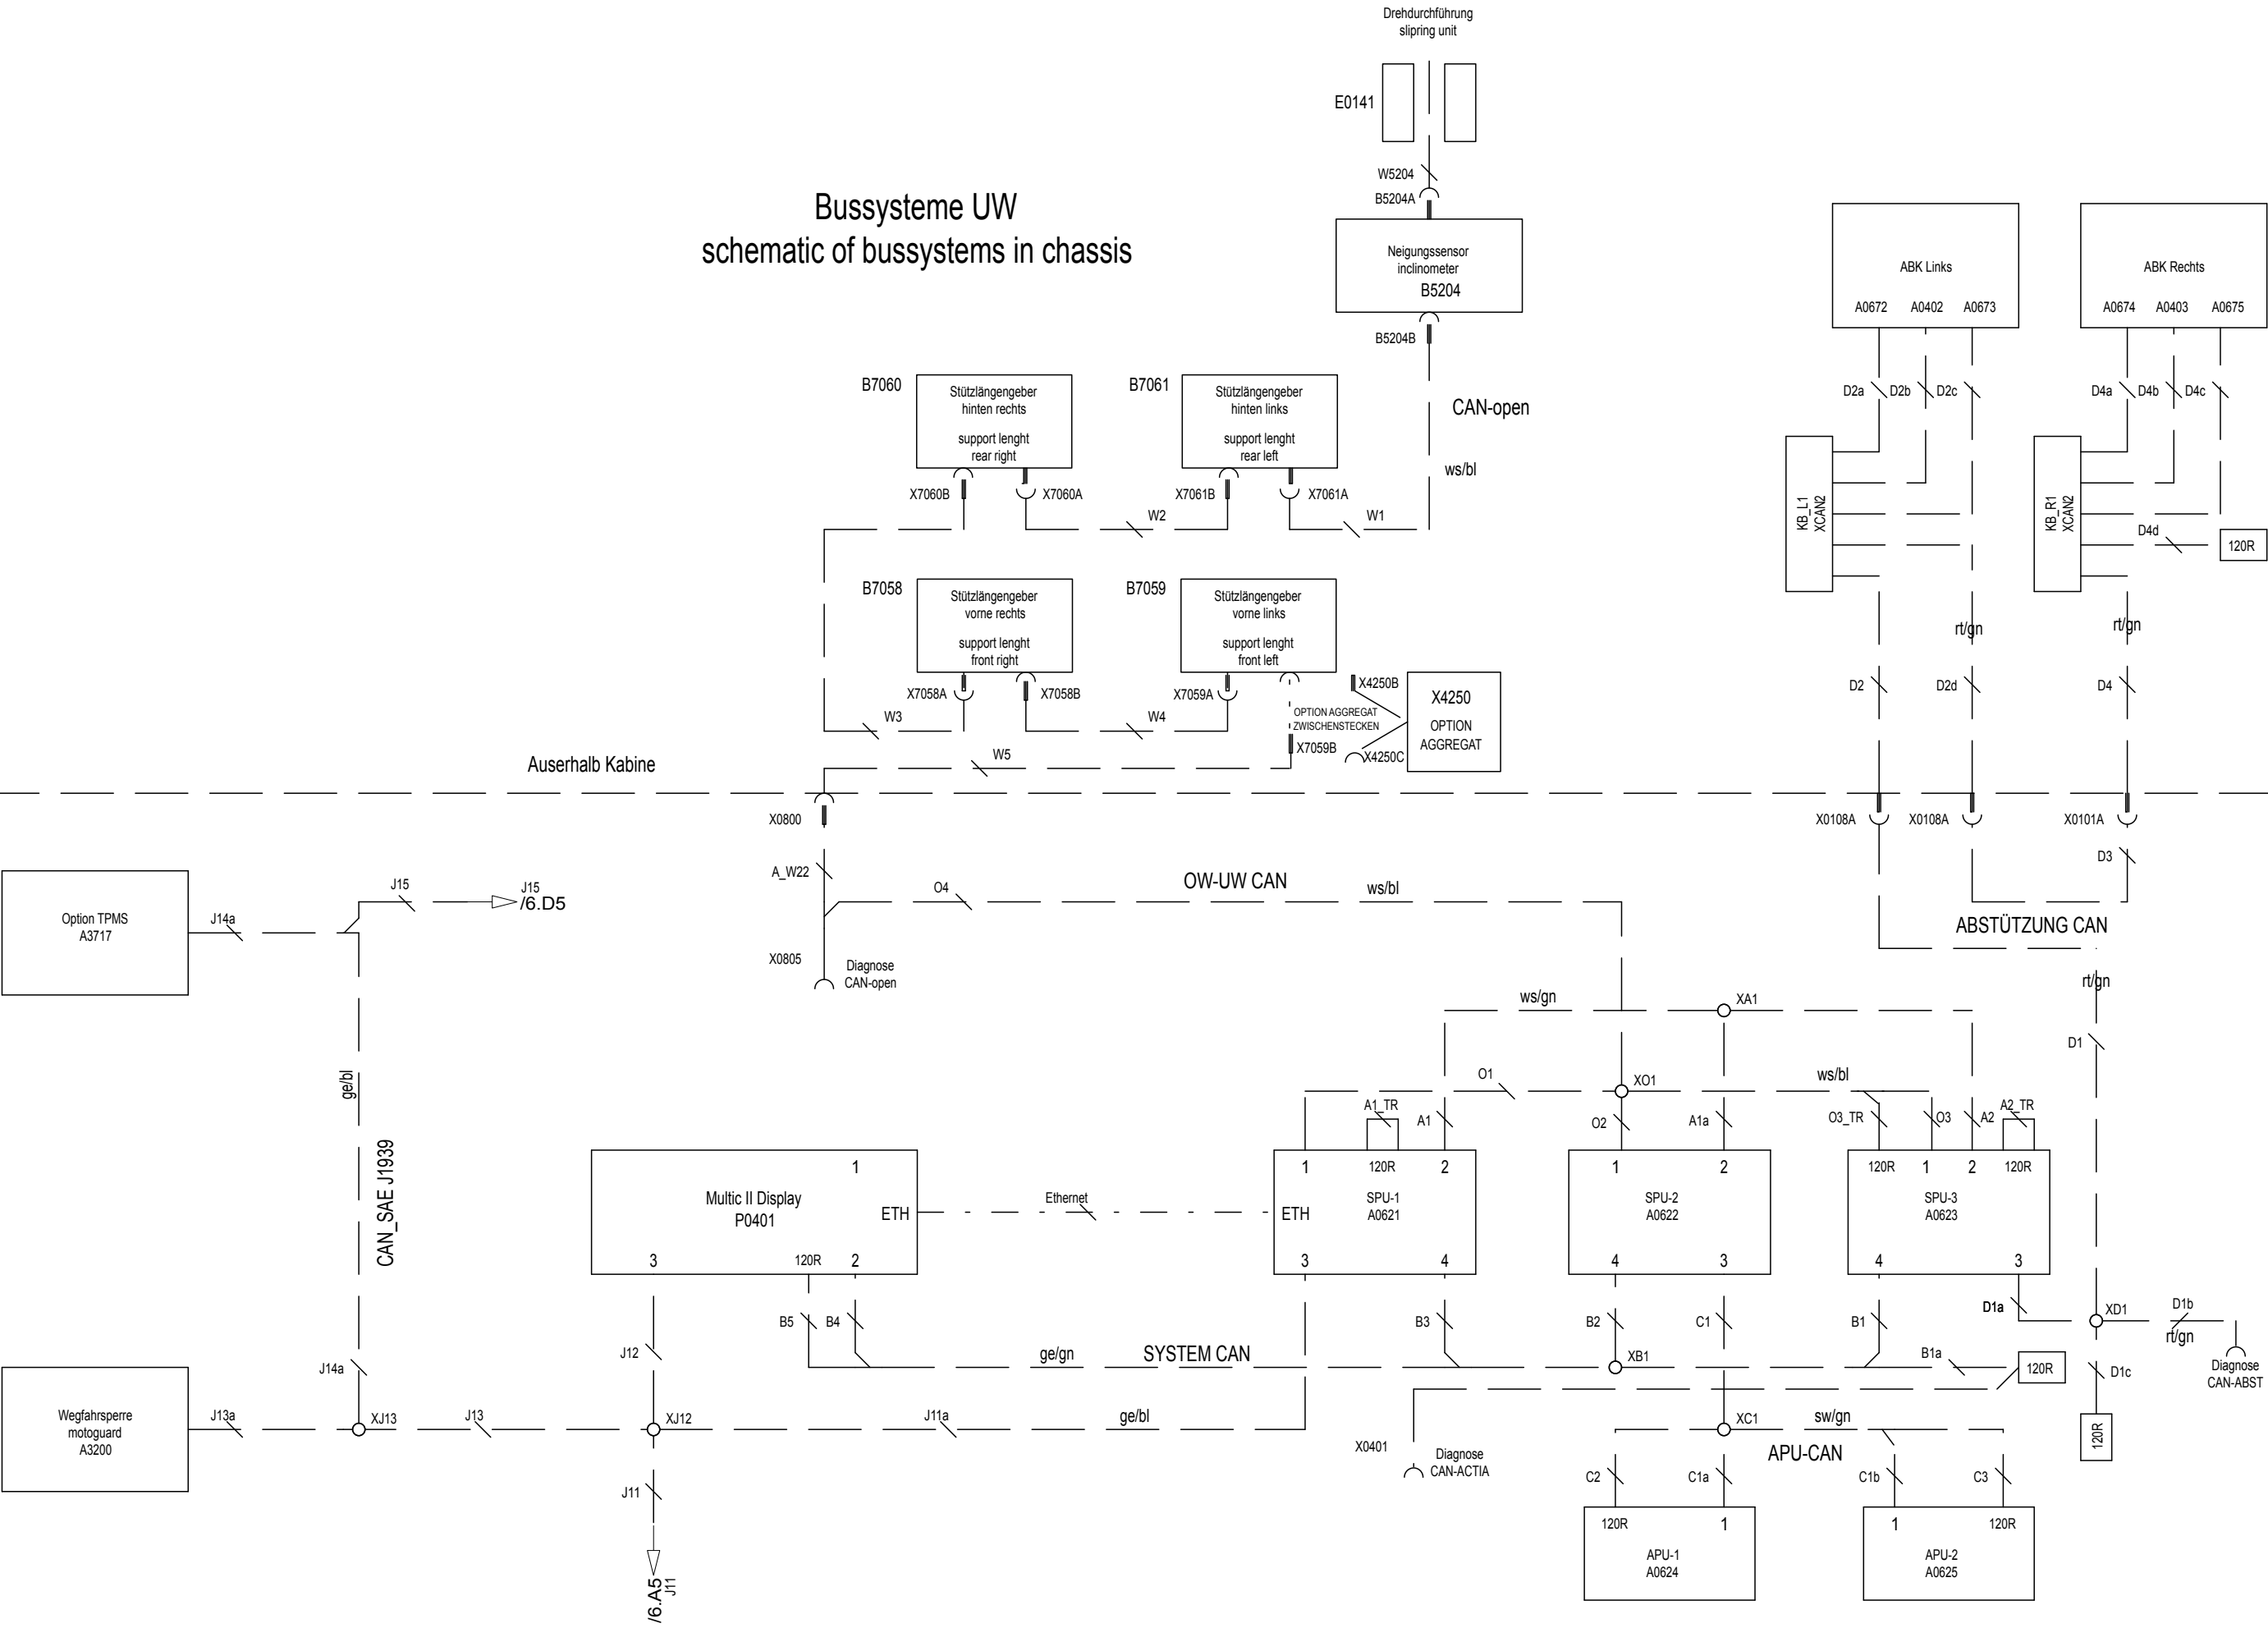 Drehdurchführung
slipring unit
E0141
W5204
B5204A
Bussysteme UW
schematic of bussystems in chassis
Neigungssensor
inclinometer
B5204
B5204B
ABK Links
A0672 A0402 A0673
ABK Rechts
A0674 A0403 A0675
B7060
Stützlängengeber
hinten rechts
support lenght
rear right
B7061
Stützlängengeber
hinten links
support lenght
rear left
CAN-open
ws/bl
D2a D2b D2c
D4a D4b D4c
X7060B X7060A X7061B X7061A
W2 W1
KB_L1
XCAN2
KB_R1
XCAN2
D4d
120R
B7058
Stützlängengeber
vorne rechts
support lenght
front right
B7059
Stützlängengeber
vorne links
support lenght
front left
rt/gn
rt/gn
X7058A X7058B X7059A
X4250B
OPTION AGGREGAT
ZWISCHENSTECKEN
X7059B
X4250C
X4250
OPTION
AGGREGAT
D2 D2d D4
W3 W4
W5
Auserhalb Kabine
X0800
X0108A X0108A X0101A
D3
A_W22
O4
OW-UW CAN
ws/bl
Option TPMS
A3717
J14a
J15
J15
/6.D5
ABSTÜTZUNG CAN
X0805
Diagnose
CAN-open
rt/gn
ws/gn
XA1
D1
ge/bl
O1
XO1
ws/bl
A1_TR
A1
O2
A1a
O3_TR
O3
A2
A2_TR
CAN_SAE J1939
1
Multic II Display
P0401
ETH
3 120R 2
Ethernet
1 120R 2
SPU-1
A0621
ETH
3 4
1 2
SPU-2
A0622
4 3
120R 1 2 120R
SPU-3
A0623
4 3
B5 B4
B3
B2
C1
B1
D1a
XD1
D1b
rt/gn
J12
ge/gn
SYSTEM CAN
XB1
B1a
120R
D1c
Diagnose
CAN-ABST
J14a
Wegfahrsperre
motoguard
A3200
J13a
XJ13
J13
XJ12
J11a
ge/bl
XC1
sw/gn
APU-CAN
120R
X0401
Diagnose
CAN-ACTIA
J11
C2 C1a C1b C3
120R 1
APU-1
A0624
1 120R
APU-2
A0625
/6.A5
J11